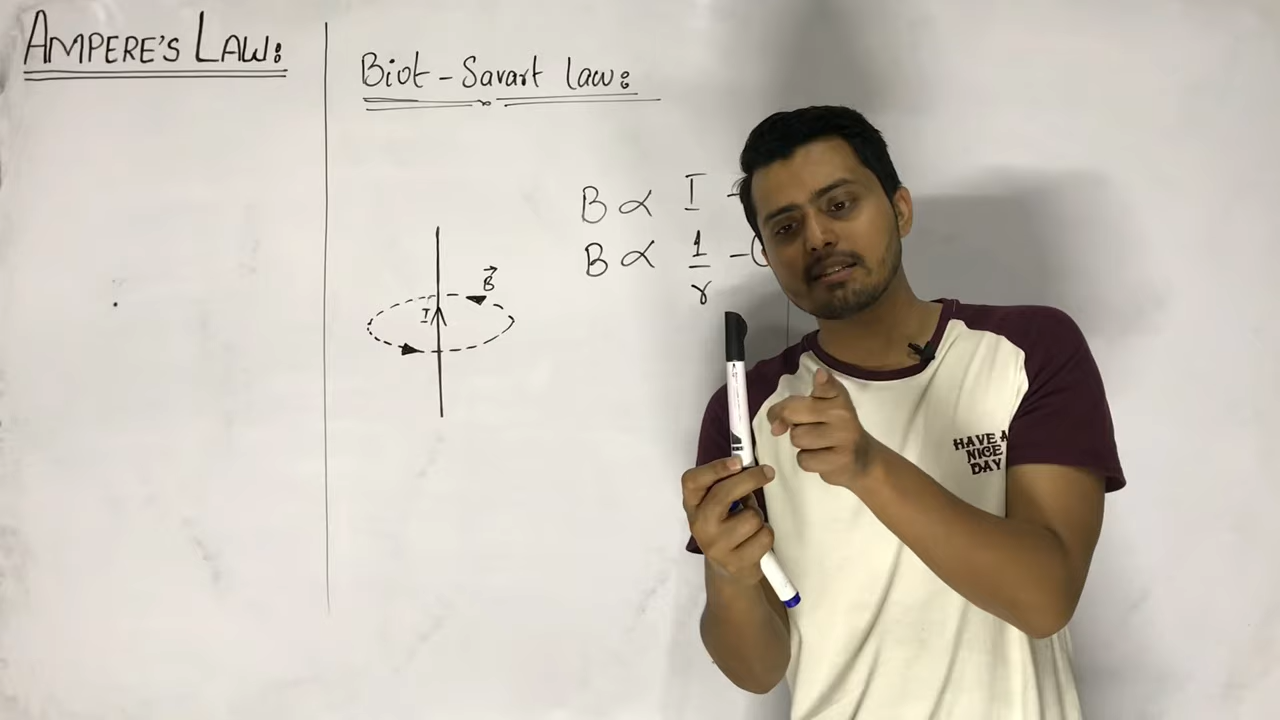 AMPERE'S LAW:
Biot - Savart law:
B ∝ I -
B ∝ 1/r -
B⃗
I
HAVE A
NICE
DAY